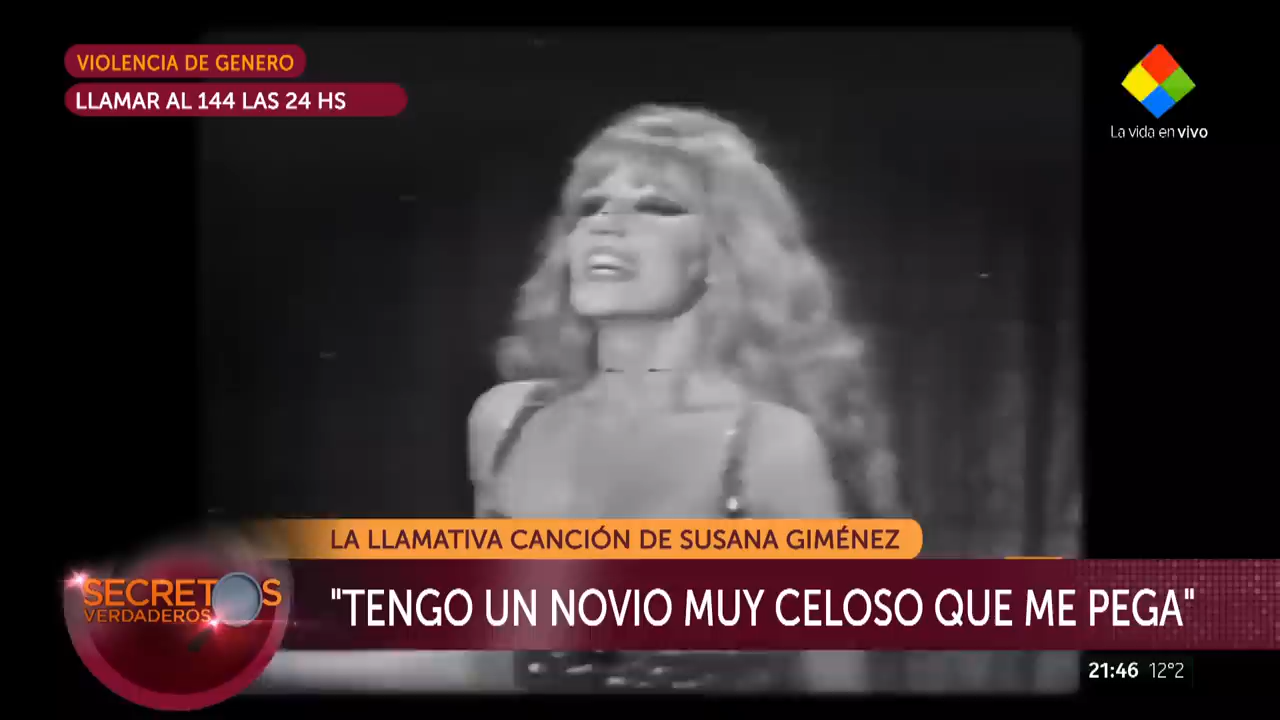 VIOLENCIA DE GENERO
LLAMAR AL 144 LAS 24 HS
La vida en vivo
LA LLAMATIVA CANCIÓN DE SUSANA GIMÉNEZ
SECRETOS
VERDADEROS
"TENGO UN NOVIO MUY CELOSO QUE ME PEGA"
21:46 12°2